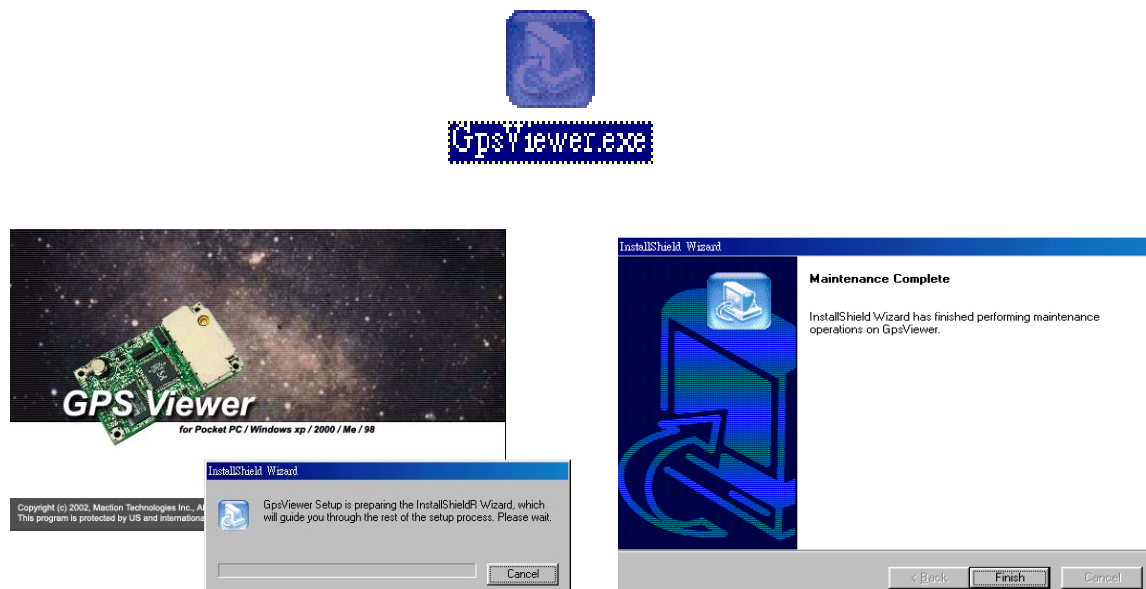 GpsViewer.exe
GPS Viewer
for Pocket PC / Windows xp / 2000 / Me / 98
Copyright (c) 2002, Maction Technologies Inc.,
This program is protected by US and
InstallShield Wizard
GpsViewer Setup is preparing the InstallShieldR Wizard, which
will guide you through the rest of the setup process. Please wait.
Cancel
InstallShield Wizard
Maintenance Complete
InstallShield Wizard has finished performing maintenance
operations on GpsViewer.
< Back
Finish
Cancel